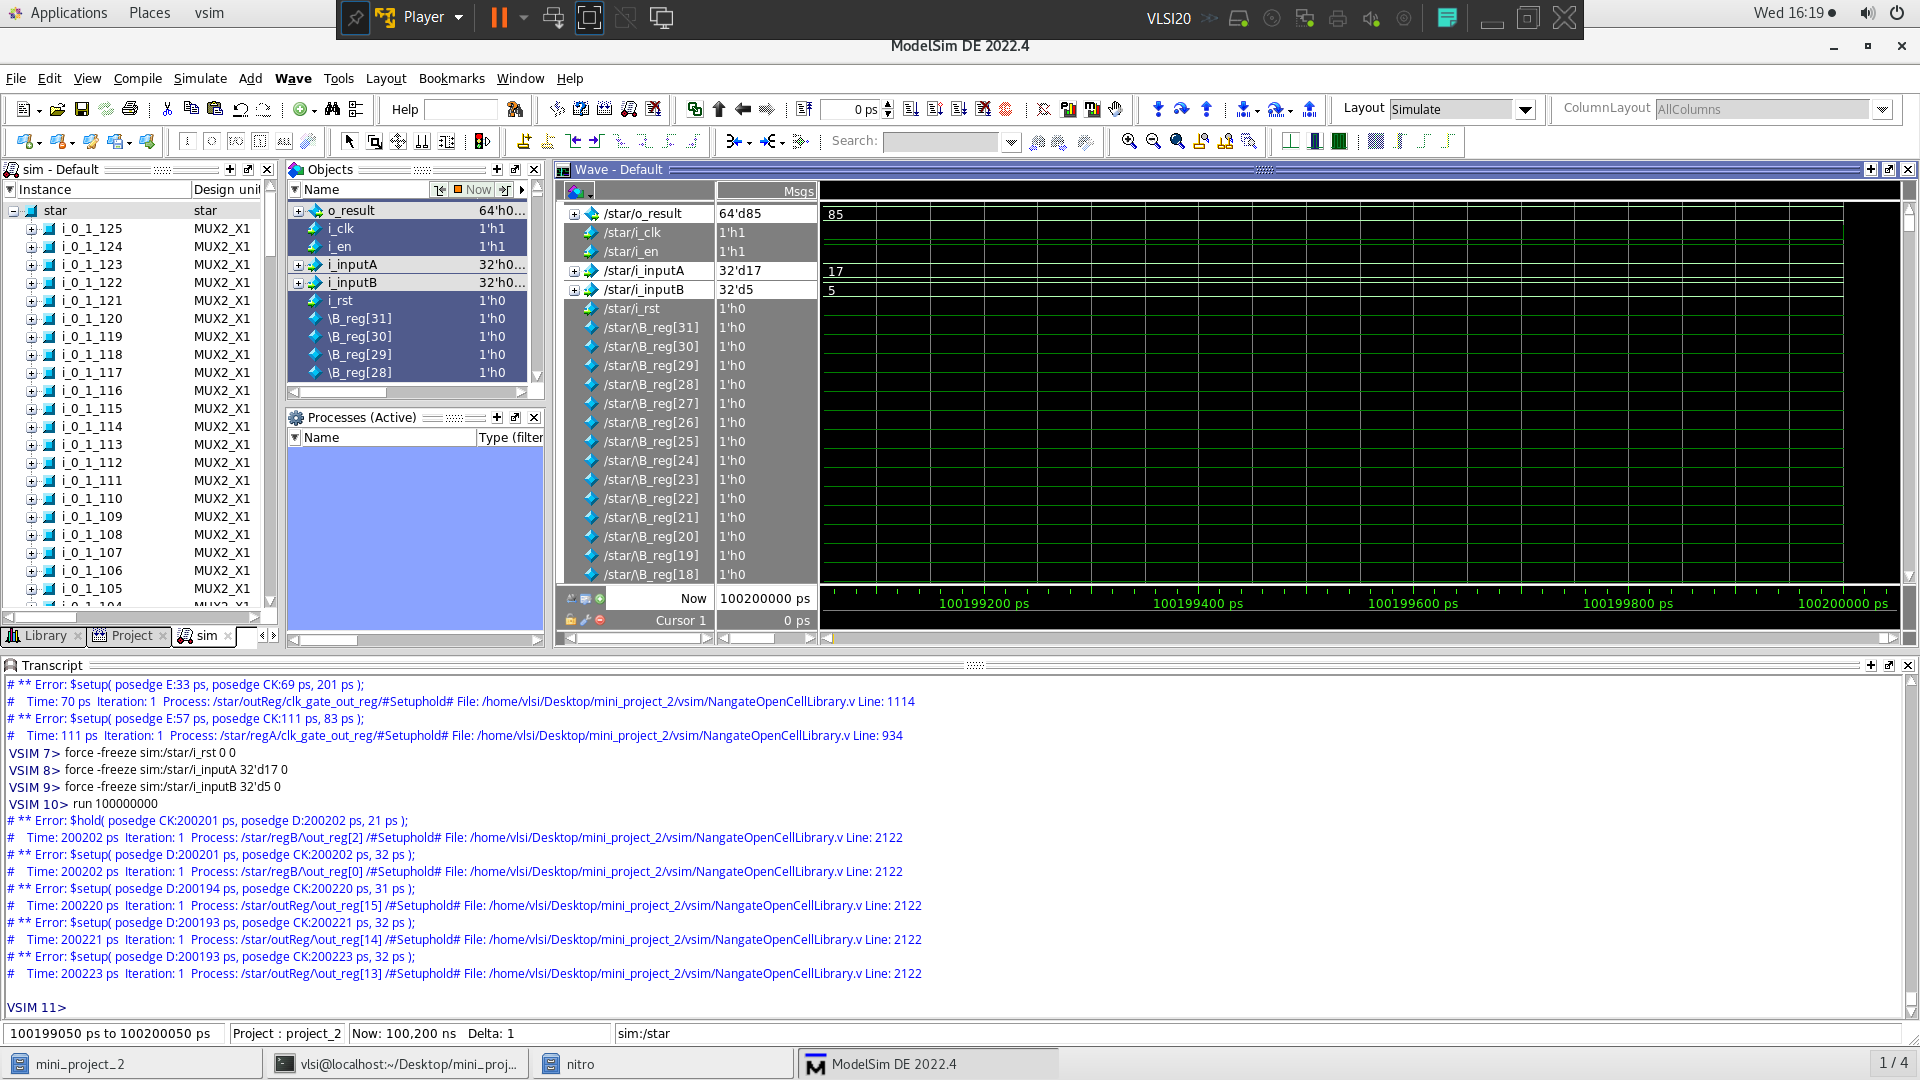 Applications Places vsim
Player
VLSI20
Wed 16:19
ModelSim DE 2022.4
File Edit View Compile Simulate Add Wave Tools Layout Bookmarks Window Help
Help
0 ps
Layout Simulate
ColumnLayout AllColumns
Search:
sim - Default
Instance Design unit
star star
i_0_1_125 MUX2_X1
i_0_1_124 MUX2_X1
i_0_1_123 MUX2_X1
i_0_1_122 MUX2_X1
i_0_1_121 MUX2_X1
i_0_1_120 MUX2_X1
i_0_1_119 MUX2_X1
i_0_1_118 MUX2_X1
i_0_1_117 MUX2_X1
i_0_1_116 MUX2_X1
i_0_1_115 MUX2_X1
i_0_1_114 MUX2_X1
i_0_1_113 MUX2_X1
i_0_1_112 MUX2_X1
i_0_1_111 MUX2_X1
i_0_1_110 MUX2_X1
i_0_1_109 MUX2_X1
i_0_1_108 MUX2_X1
i_0_1_107 MUX2_X1
i_0_1_106 MUX2_X1
i_0_1_105 MUX2_X1
Library Project sim
Objects
Name Now
o_result 64'h0...
i_clk 1'h1
i_en 1'h1
i_inputA 32'h0...
i_inputB 32'h0...
i_rst 1'h0
\B_reg[31] 1'h0
\B_reg[30] 1'h0
\B_reg[29] 1'h0
\B_reg[28] 1'h0
Processes (Active)
Name Type (filter
Wave - Default
Msgs
/star/o_result 64'd85 85
/star/i_clk 1'h1
/star/i_en 1'h1
/star/i_inputA 32'd17 17
/star/i_inputB 32'd5 5
/star/i_rst 1'h0
/star/\B_reg[31] 1'h0
/star/\B_reg[30] 1'h0
/star/\B_reg[29] 1'h0
/star/\B_reg[28] 1'h0
/star/\B_reg[27] 1'h0
/star/\B_reg[26] 1'h0
/star/\B_reg[25] 1'h0
/star/\B_reg[24] 1'h0
/star/\B_reg[23] 1'h0
/star/\B_reg[22] 1'h0
/star/\B_reg[21] 1'h0
/star/\B_reg[20] 1'h0
/star/\B_reg[19] 1'h0
/star/\B_reg[18] 1'h0
Now 100200000 ps 100199200 ps 100199400 ps 100199600 ps 100199800 ps 100200000 ps
Cursor 1 0 ps
Transcript
# ** Error: $setup( posedge E:33 ps, posedge CK:69 ps, 201 ps );
# Time: 70 ps Iteration: 1 Process: /star/outReg/clk_gate_out_reg/#Setuphold# File: /home/vlsi/Desktop/mini_project_2/vsim/NangateOpenCellLibrary.v Line: 1114
# ** Error: $setup( posedge E:57 ps, posedge CK:111 ps, 83 ps );
# Time: 111 ps Iteration: 1 Process: /star/regA/clk_gate_out_reg/#Setuphold# File: /home/vlsi/Desktop/mini_project_2/vsim/NangateOpenCellLibrary.v Line: 934
VSIM 7> force -freeze sim:/star/i_rst 0 0
VSIM 8> force -freeze sim:/star/i_inputA 32'd17 0
VSIM 9> force -freeze sim:/star/i_inputB 32'd5 0
VSIM 10> run 100000000
# ** Error: $hold( posedge CK:200201 ps, posedge D:200202 ps, 21 ps );
# Time: 200202 ps Iteration: 1 Process: /star/regB/\out_reg[2] /#Setuphold# File: /home/vlsi/Desktop/mini_project_2/vsim/NangateOpenCellLibrary.v Line: 2122
# ** Error: $setup( posedge D:200201 ps, posedge CK:200202 ps, 32 ps );
# Time: 200202 ps Iteration: 1 Process: /star/regB/\out_reg[0] /#Setuphold# File: /home/vlsi/Desktop/mini_project_2/vsim/NangateOpenCellLibrary.v Line: 2122
# ** Error: $setup( posedge D:200194 ps, posedge CK:200220 ps, 31 ps );
# Time: 200220 ps Iteration: 1 Process: /star/outReg/\out_reg[15] /#Setuphold# File: /home/vlsi/Desktop/mini_project_2/vsim/NangateOpenCellLibrary.v Line: 2122
# ** Error: $setup( posedge D:200193 ps, posedge CK:200221 ps, 32 ps );
# Time: 200221 ps Iteration: 1 Process: /star/outReg/\out_reg[14] /#Setuphold# File: /home/vlsi/Desktop/mini_project_2/vsim/NangateOpenCellLibrary.v Line: 2122
# ** Error: $setup( posedge D:200193 ps, posedge CK:200223 ps, 32 ps );
# Time: 200223 ps Iteration: 1 Process: /star/outReg/\out_reg[13] /#Setuphold# File: /home/vlsi/Desktop/mini_project_2/vsim/NangateOpenCellLibrary.v Line: 2122
VSIM 11>
100199050 ps to 100200050 ps Project : project_2 Now: 100,200 ns Delta: 1 sim:/star
mini_project_2 vlsi@localhost:~/Desktop/mini_proj... nitro ModelSim DE 2022.4 1 / 4